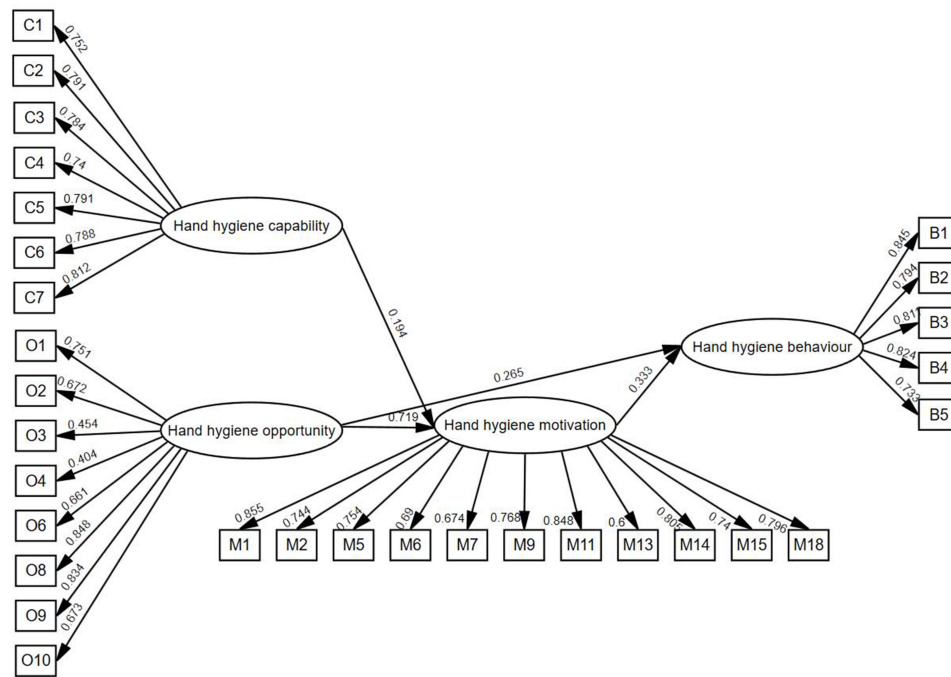 C1
0.752
C2
0.791
C3
0.784
C4
0.74
C5
0.791
C6
0.788
C7
0.812
Hand hygiene capability
0.194
O1
0.751
O2
0.672
O3
0.454
O4
0.404
O6
0.661
O8
0.848
O9
0.834
O10
0.673
Hand hygiene opportunity
0.265
0.719
Hand hygiene motivation
0.333
Hand hygiene behaviour
0.845
B1
0.794
B2
0.811
B3
0.824
B4
0.733
B5
0.855
0.744
0.754
0.69
0.674
0.768
0.848
0.6
0.805
0.74
0.796
M1
M2
M5
M6
M7
M9
M11
M13
M14
M15
M18